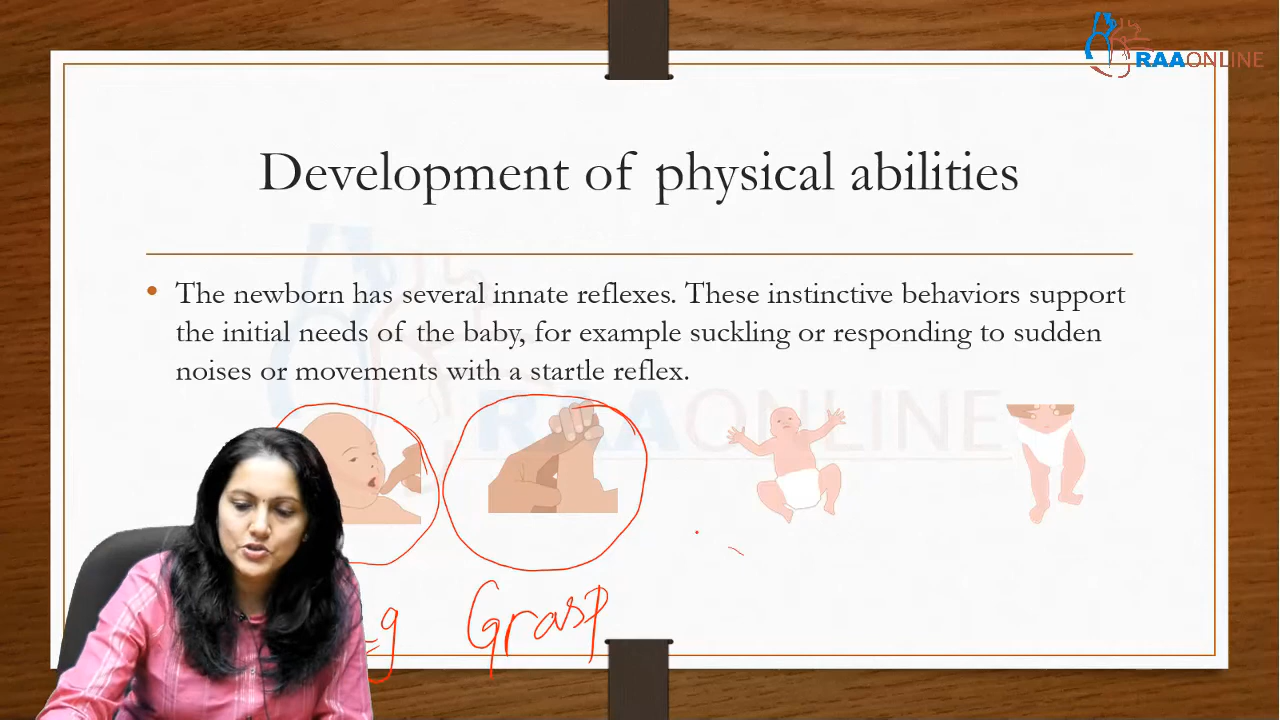 RAAONLINE
Development of physical abilities
• The newborn has several innate reflexes. These instinctive behaviors support
the initial needs of the baby, for example suckling or responding to sudden
noises or movements with a startle reflex.
RAAONLINE
Grasp